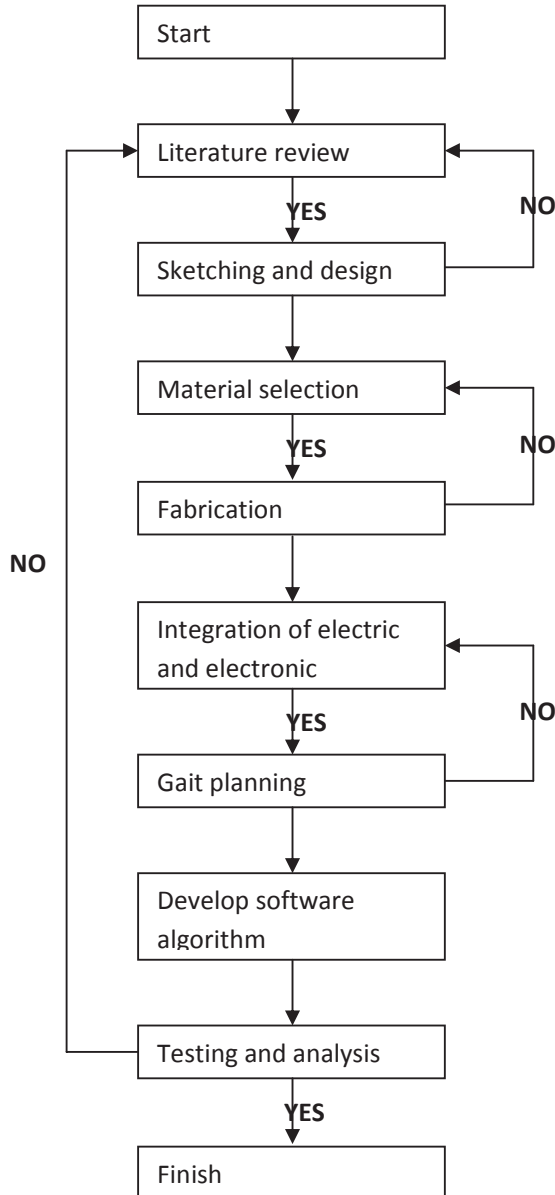 Start
Literature review
YES
NO
Sketching and design
Material selection
YES
NO
Fabrication
NO
Integration of electric
and electronic
YES
NO
Gait planning
Develop software
algorithm
Testing and analysis
YES
Finish